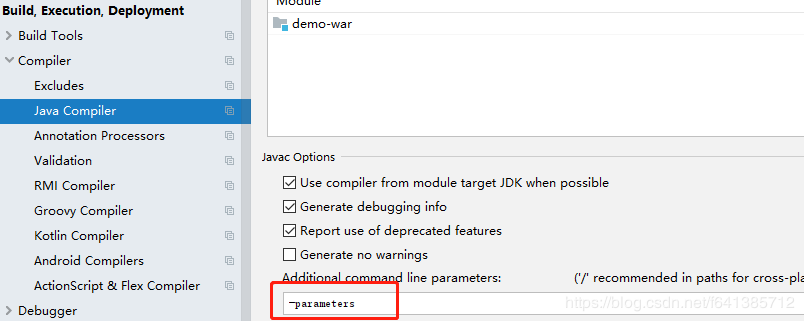 Build, Execution, Deployment
Build Tools
Compiler
Excludes
Java Compiler
Annotation Processors
Validation
RMI Compiler
Groovy Compiler
Kotlin Compiler
Android Compilers
ActionScript & Flex Compiler
Debugger
Module
demo-war
Javac Options
Use compiler from module target JDK when possible
Generate debugging info
Report use of deprecated features
Generate no warnings
Additional command line parameters: ('/' recommended in paths for cross-pla
-parameters
https://blog.csdn.net/f641385712